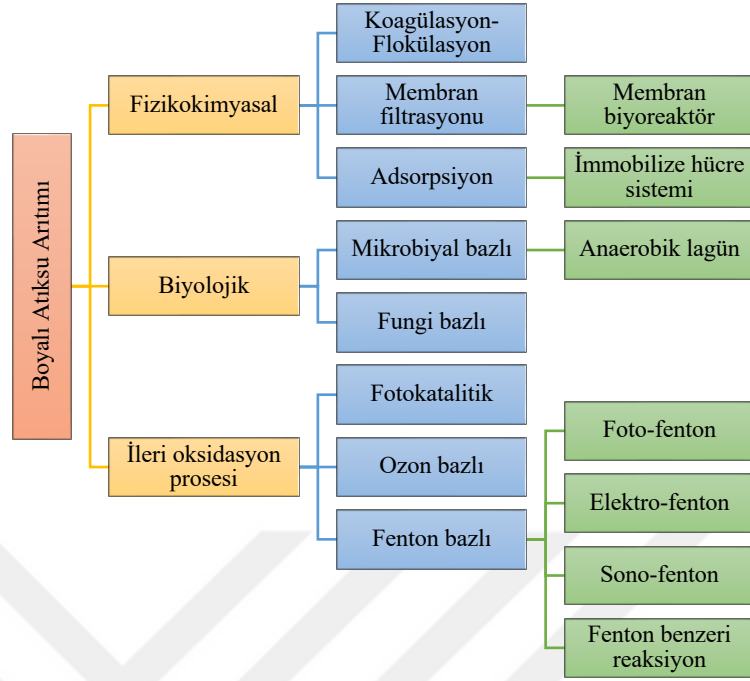 Boyalı Atıksu Arıtımı
Fizikokimyasal
Koagülasyon-
Flokülasyon
Membran
filtrasyonu
Membran
biyoreaktör
Adsorpsiyon
İmmobilize hücre
sistemi
Biyolojik
Mikrobiyal bazlı
Anaerobik lagün
Fungi bazlı
İleri oksidasyon
prosesi
Fotokatalitik
Ozon bazlı
Fenton bazlı
Foto-fenton
Elektro-fenton
Sono-fenton
Fenton benzeri
reaksiyon